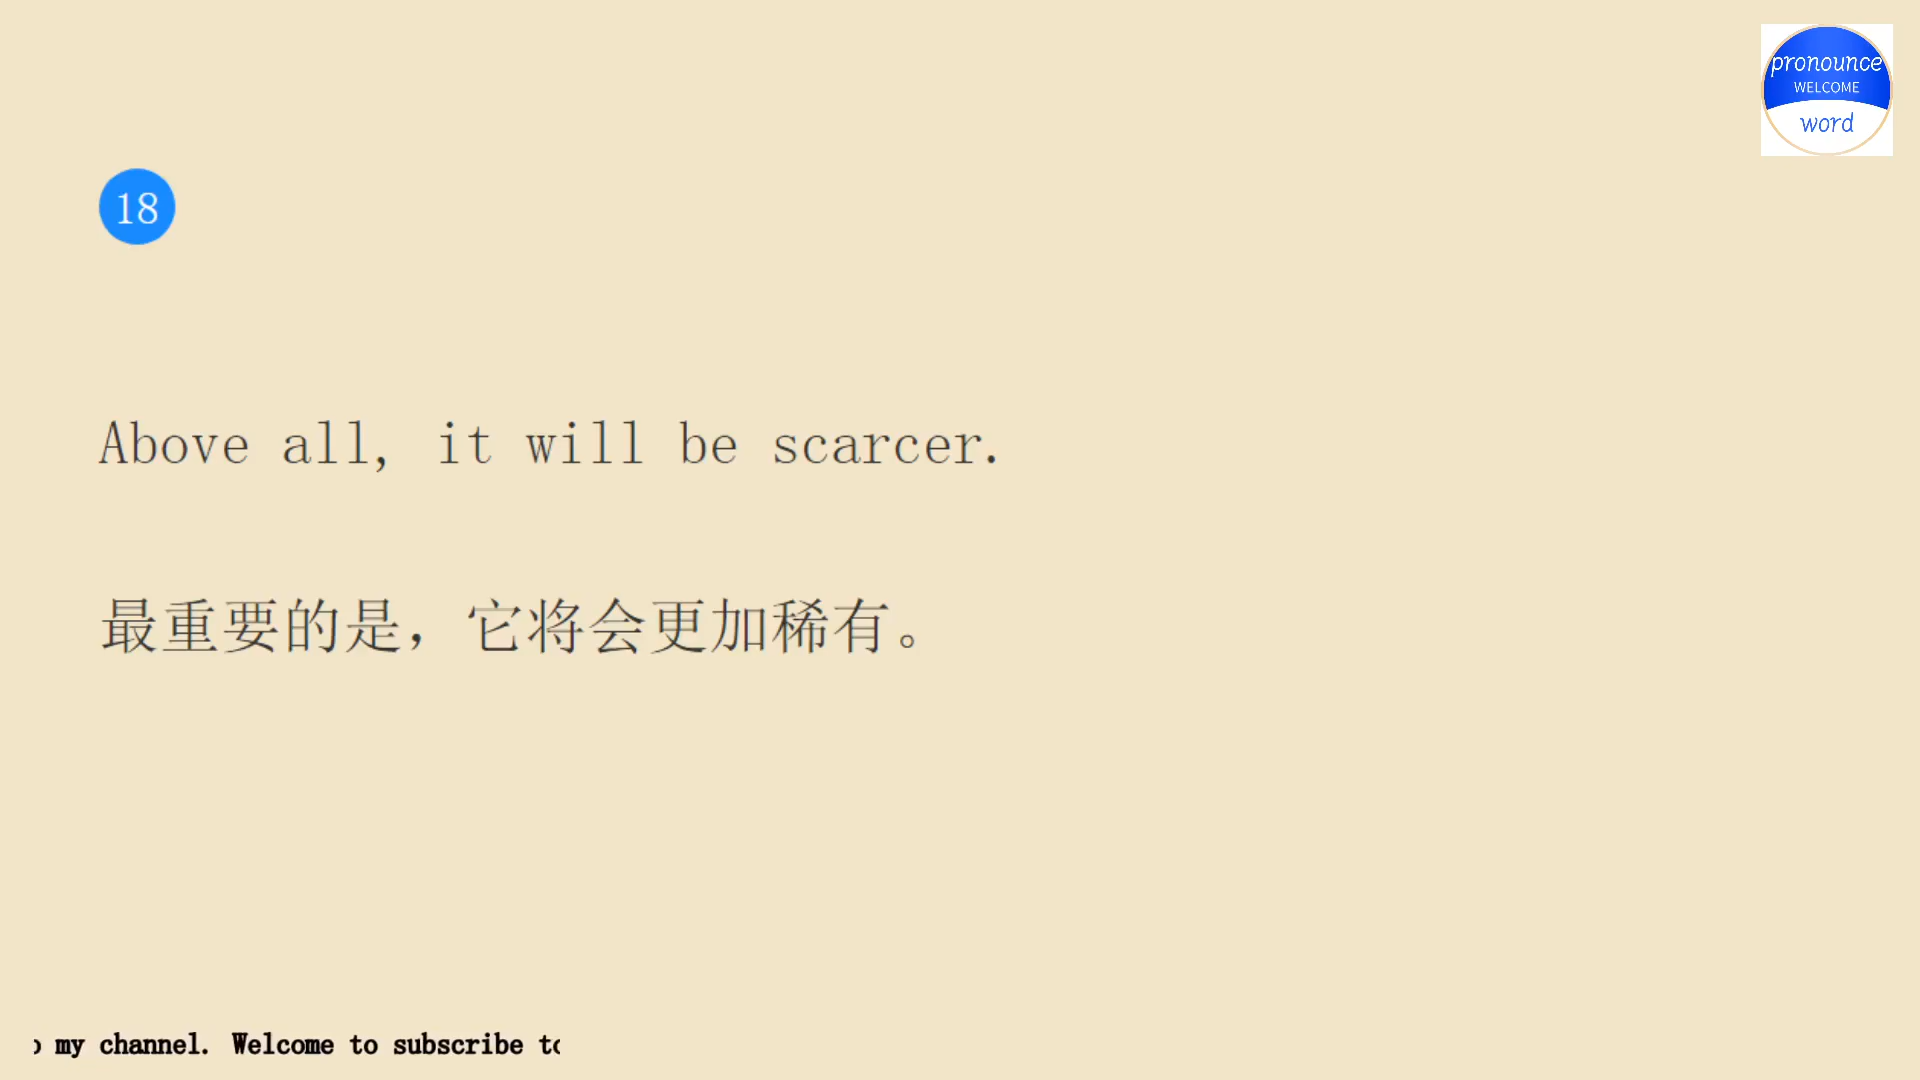 pronounce
WELCOME
word
18
Above all, it will be scarcer.
最重要的是，它将会更加稀有。
my channel. Welcome to subscribe